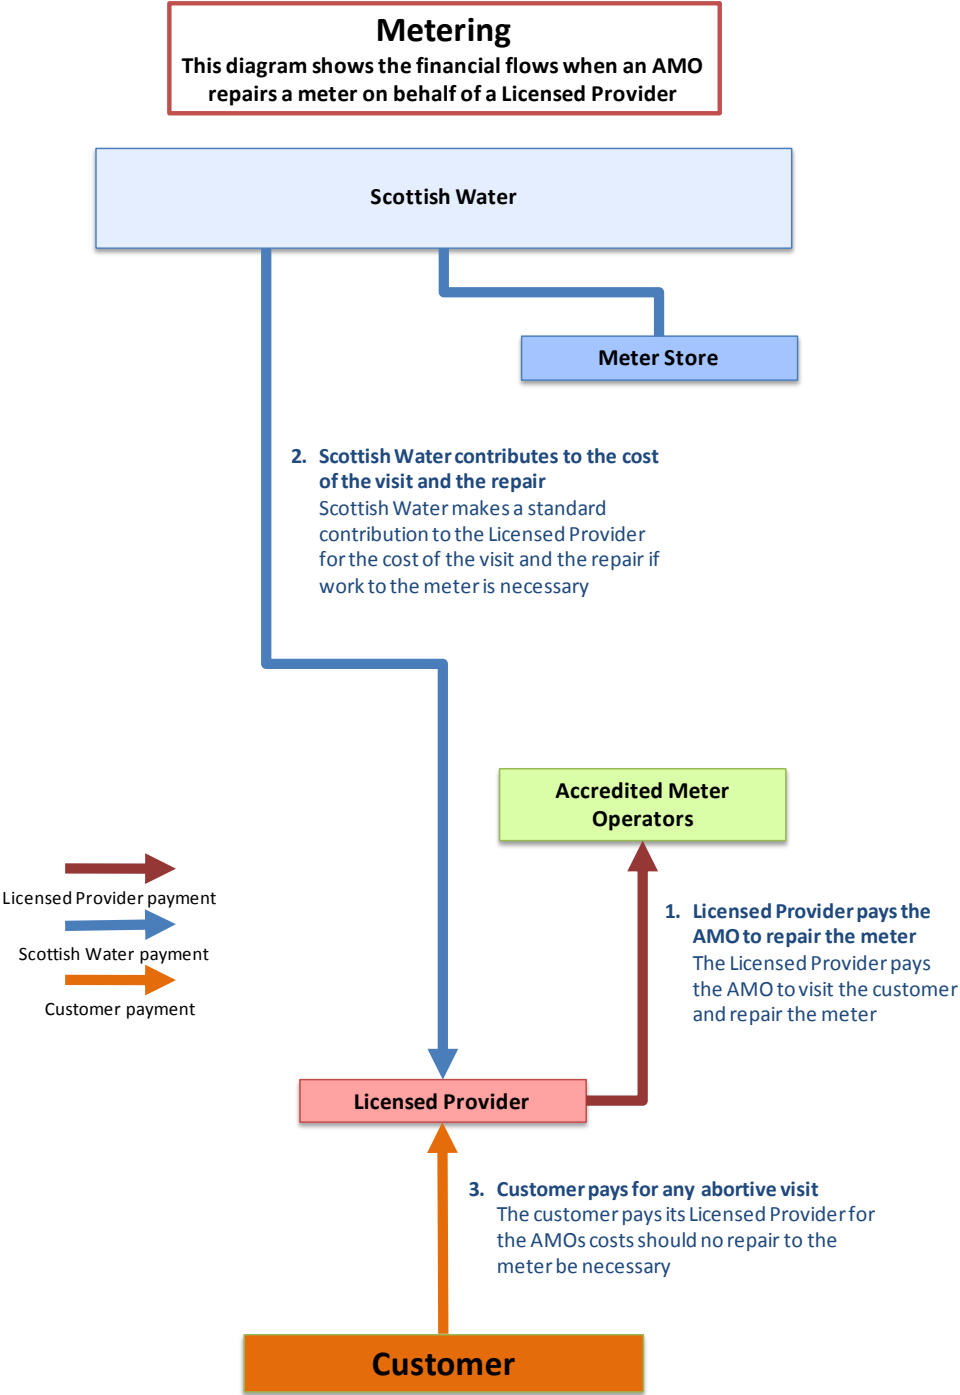 Metering
This diagram shows the financial flows when an AMO
repairs a meter on behalf of a Licensed Provider
Scottish Water
Meter Store
2. Scottish Water contributes to the cost
of the visit and the repair
Scottish Water makes a standard
contribution to the Licensed Provider
for the cost of the visit and the repair if
work to the meter is necessary
Accredited Meter
Operators
Licensed Provider payment
Scottish Water payment
Customer payment
1. Licensed Provider pays the
AMO to repair the meter
The Licensed Provider pays
the AMO to visit the customer
and repair the meter
Licensed Provider
3. Customer pays for any abortive visit
The customer pays its Licensed Provider for
the AMOs costs should no repair to the
meter be necessary
Customer